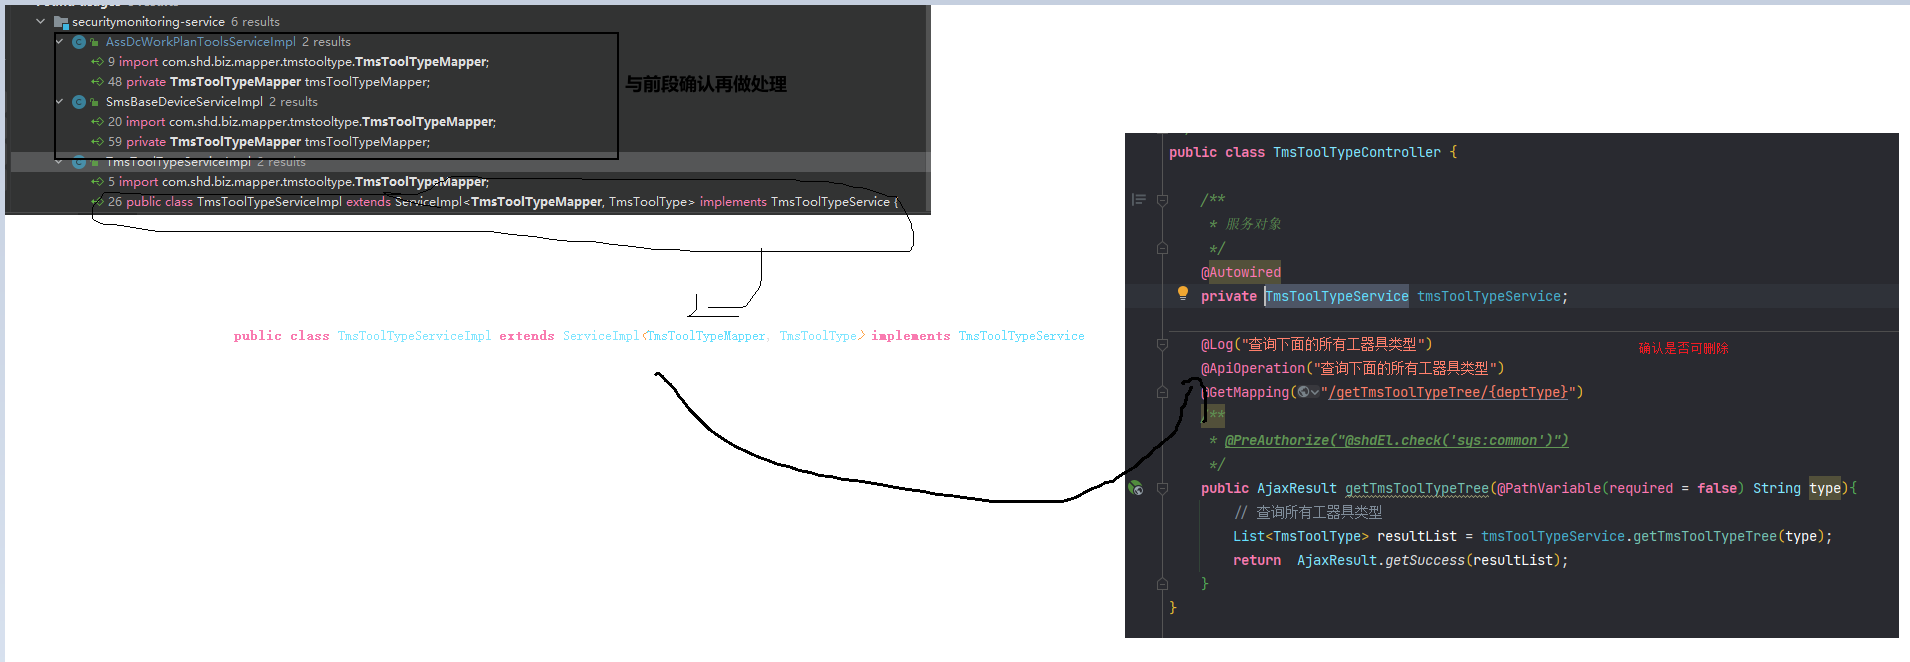 securitymonitoring-service 6 results
AssDcWorkPlanToolsServiceImpl 2 results
9 import com.shd.biz.mapper.tmstooltype.TmsToolTypeMapper;
48 private TmsToolTypeMapper tmsToolTypeMapper;
SmsBaseDeviceServiceImpl 2 results
20 import com.shd.biz.mapper.tmstooltype.TmsToolTypeMapper;
59 private TmsToolTypeMapper tmsToolTypeMapper;
TmsToolTypeServiceImpl 2 results
5 import com.shd.biz.mapper.tmstooltype.TmsToolTypeMapper;
26 public class TmsToolTypeServiceImpl extends ServiceImpl<TmsToolTypeMapper, TmsToolType> implements TmsToolTypeService {
与前段确认再做处理
public class TmsToolTypeServiceImpl extends ServiceImpl<TmsToolTypeMapper, TmsToolType> implements TmsToolTypeService
public class TmsToolTypeController {
/**
* 服务对象
*/
@Autowired
private TmsToolTypeService tmsToolTypeService;
@Log("查询下面的所有工器具类型")
确认是否可删除
@ApiOperation("查询下面的所有工器具类型")
@GetMapping("/getTmsToolTypeTree/{deptType}")
/**
* @PreAuthorize("@shdEl.check('sys:common')")
*/
public AjaxResult getTmsToolTypeTree(@PathVariable(required = false) String type){
// 查询所有工器具类型
List<TmsToolType> resultList = tmsToolTypeService.getTmsToolTypeTree(type);
return AjaxResult.getSuccess(resultList);
}
}